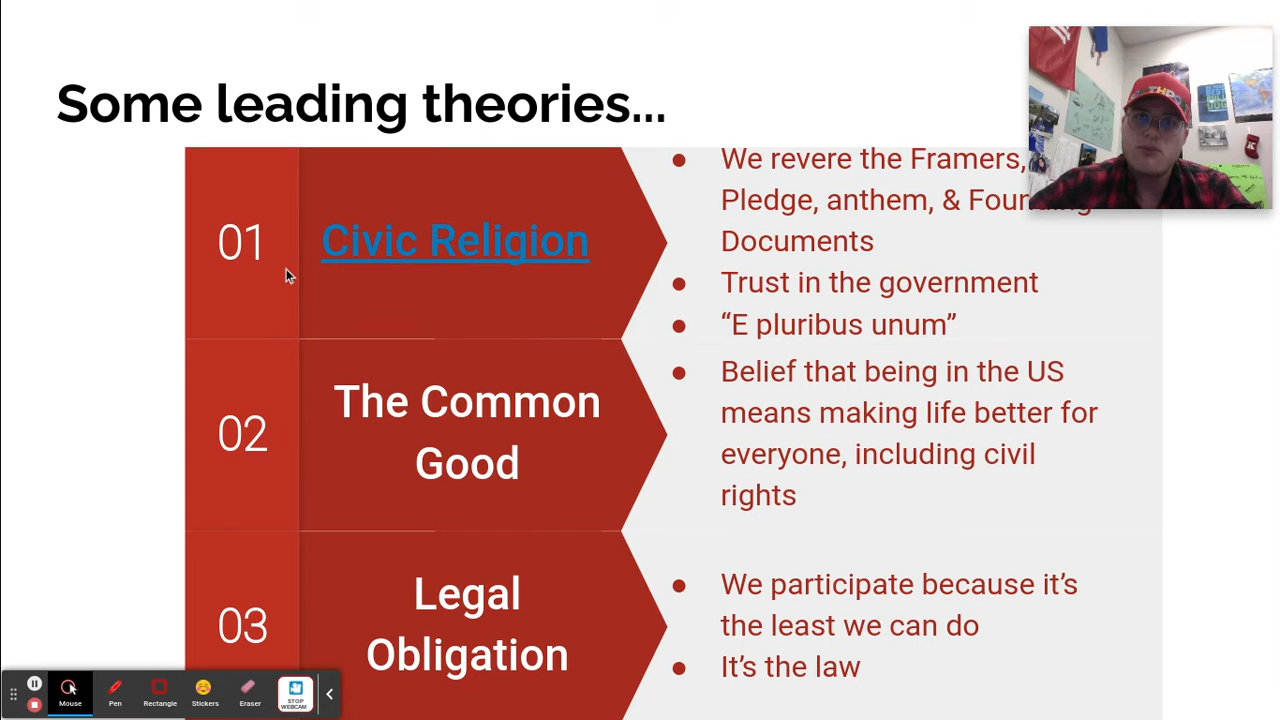 Some leading theories...
01
Civic Religion
We revere the Framers,
Pledge, anthem, & Founding
Documents
Trust in the government
“E pluribus unum”
02
The Common
Good
Belief that being in the US
means making life better for
everyone, including civil
rights
03
Legal
Obligation
We participate because it’s
the least we can do
It’s the law
Mouse
Pen
Rectangle
Stickers
Eraser
STOP
WEBCAM